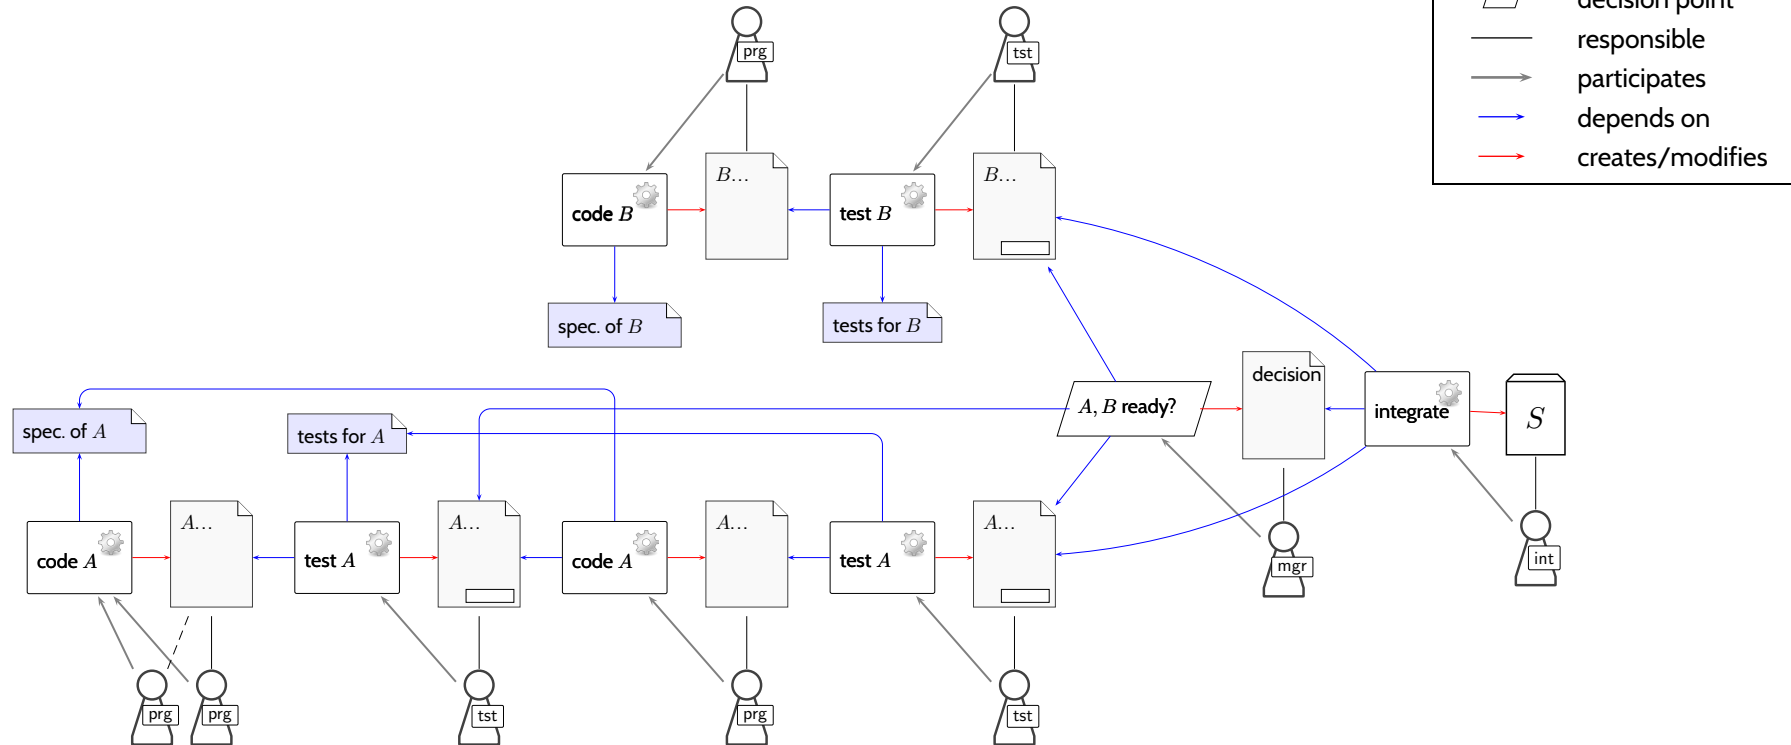 decision point
responsible
participates
depends on
creates/modifies
prg
tst
code B
B...
test B
B...
spec. of B
tests for B
decision
A, B ready?
integrate
S
spec. of A
tests for A
A...
A...
A...
A...
code A
test A
code A
test A
mgr
int
prg
prg
tst
prg
tst